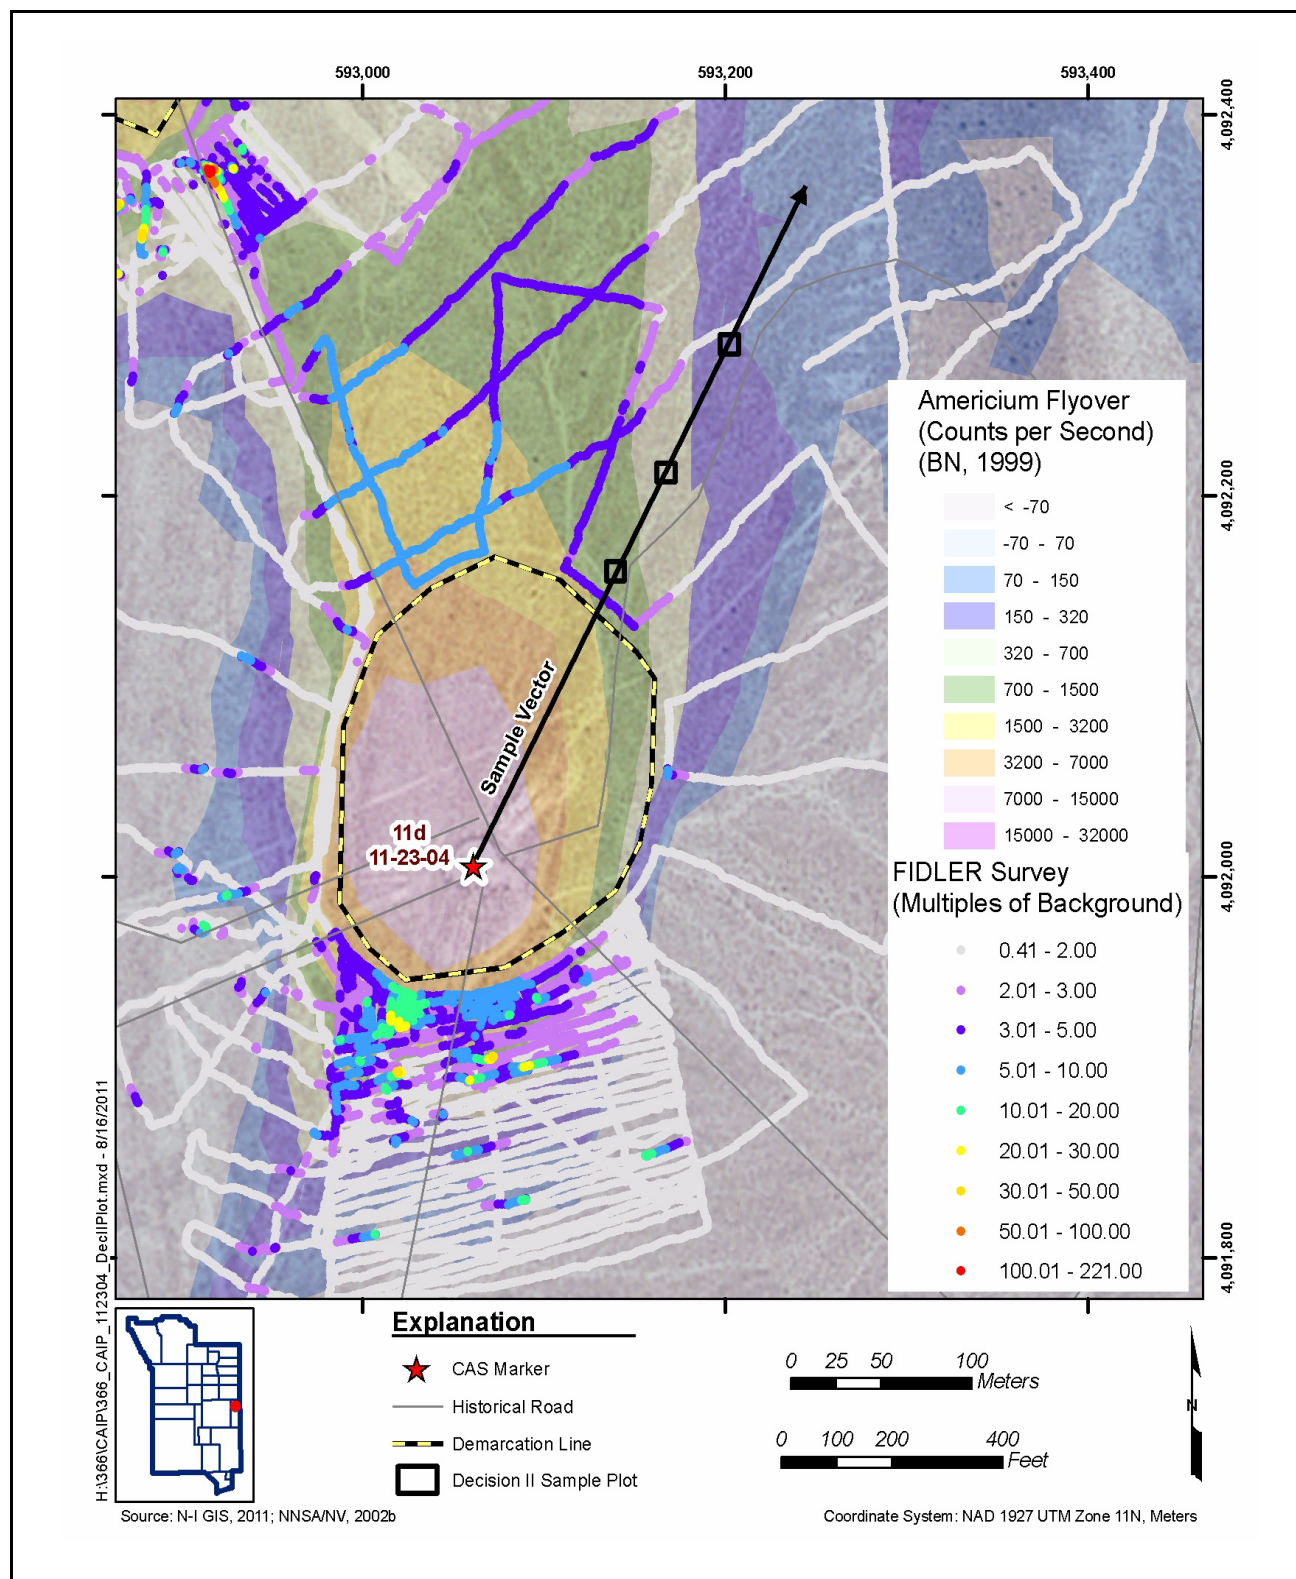 593,000
593,200
593,400
4,092,400
4,092,200
4,092,000
4,091,800
Sample Vector
11d
11-23-04
Americium Flyover
(Counts per Second)
(BN, 1999)
< -70
-70 - 70
70 - 150
150 - 320
320 - 700
700 - 1500
1500 - 3200
3200 - 7000
7000 - 15000
15000 - 32000
FIDLER Survey
(Multiples of Background)
0.41 - 2.00
2.01 - 3.00
3.01 - 5.00
5.01 - 10.00
10.01 - 20.00
20.01 - 30.00
30.01 - 50.00
50.01 - 100.00
100.01 - 221.00
H:\366\CAIP\366_CAIP_112304_DecIIPlot.mxd - 8/16/2011
Explanation
CAS Marker
Historical Road
Demarcation Line
Decision II Sample Plot
0 25 50 100
Meters
0 100 200 400
Feet
N
Source: N-I GIS, 2011; NNSA/NV, 2002b
Coordinate System: NAD 1927 UTM Zone 11N, Meters